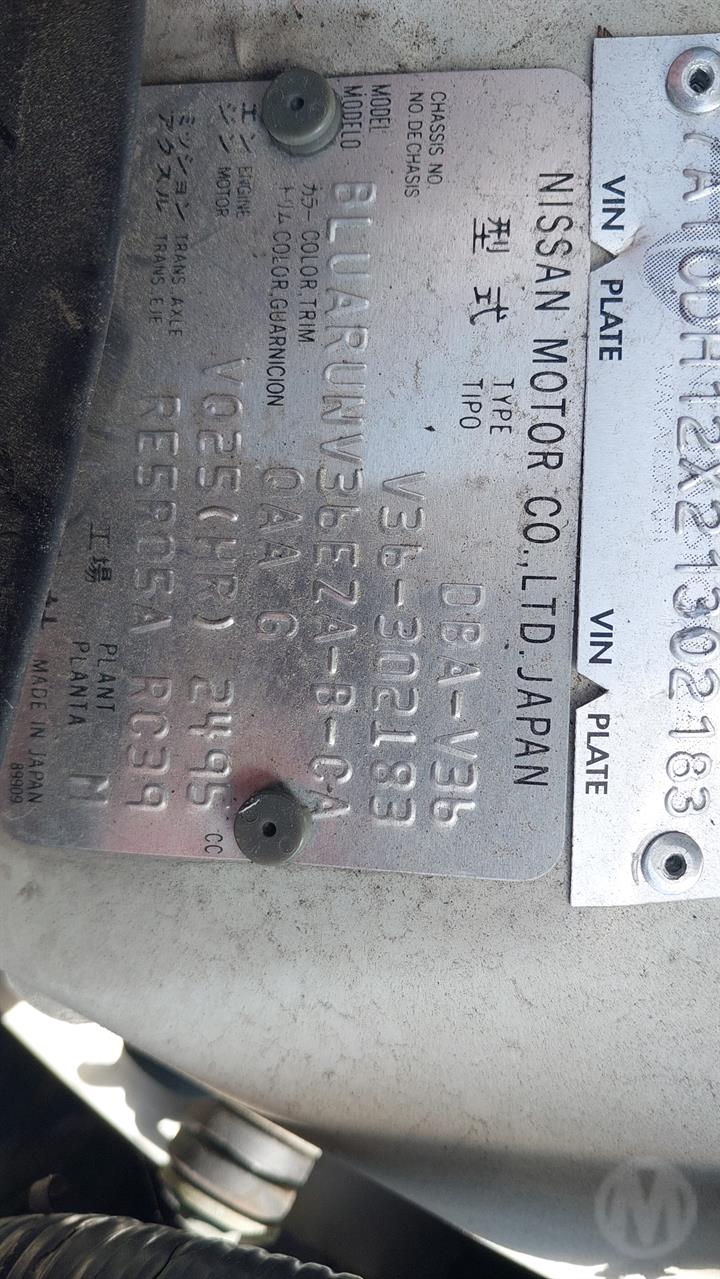 7AT0DH12X21302183
VIN PLATE VIN PLATE
NISSAN MOTOR CO., LTD. JAPAN
型式 TYPE TIPO DBA-V36
CHASSIS NO. NO. DE CHASIS V36-302183
MODEL MODELO BLUARUNV36EZA-B-CA
カラー COLOR, TRIM
トリム COLOR, GUARNICION QAA G
エンジン ENGINE MOTOR VQ25(HR) 2495 CC
ミッション TRANS. AXLE
アクスル TRANS. EJE RE5R05A RC39
工場 PLANT PLANTA N
MADE IN JAPAN
89909
M